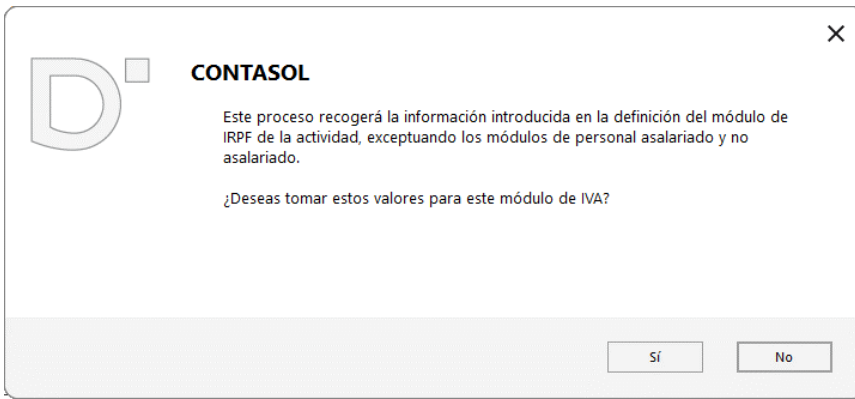 CONTASOL
Este proceso recogerá la información introducida en la definición del módulo de
IRPF de la actividad, exceptuando los módulos de personal asalariado y no
asalariado.
¿Deseas tomar estos valores para este módulo de IVA?
Sí
No